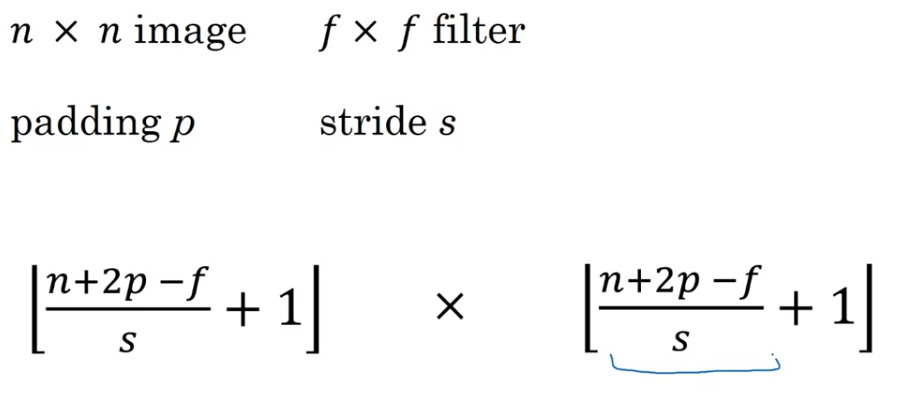 n × n image f × f filter
padding p stride s
⌊(n+2p −f)/s + 1⌋ × ⌊(n+2p −f)/s + 1⌋